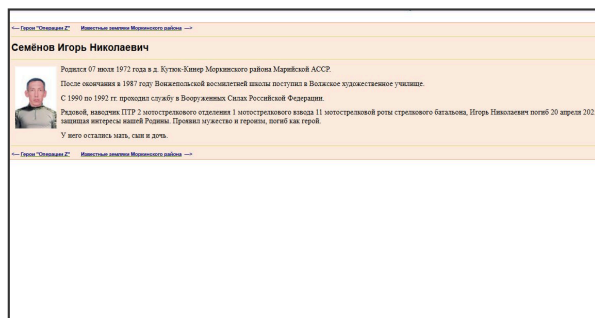 <— Герои "Операции Z" Известные земляки Моркинского района —>
Семёнов Игорь Николаевич
Родился 07 июля 1972 года в д. Кутюк-Кинер Моркинского района Марийской АССР.
После окончания в 1987 году Вонжепольской восмилетней школы поступил в Волжское художественное училище.
С 1990 по 1992 гг. проходил службу в Вооруженных Силах Российской Федерации.
Рядовой, наводчик ПТР 2 мотострелкового отделения 1 мотострелкового взвода 11 мотострелковой роты стрелкового батальона, Игорь Николаевич погиб 20 апреля 202
защищая интересы нашей Родины. Проявил мужество и героизм, погиб как герой.
У него остались мать, сын и дочь.
<— Герои "Операции Z" Известные земляки Моркинского района —>